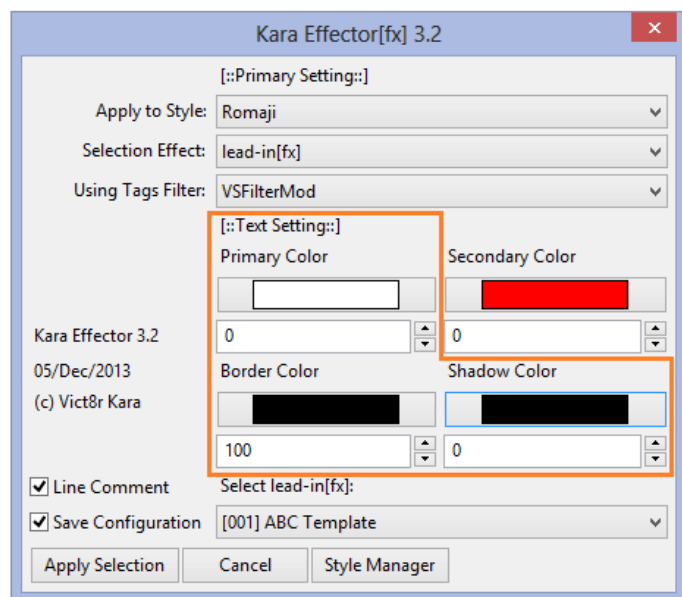 Kara Effector[fx] 3.2
[::Primary Setting::]
Apply to Style: Romaji
Selection Effect: lead-in[fx]
Using Tags Filter: VSFilterMod
[::Text Setting::]
Primary Color Secondary Color
Kara Effector 3.2 0 0
05/Dec/2013 Border Color Shadow Color
(c) Vict8r Kara
100 0
Line Comment Select lead-in[fx]:
Save Configuration [001] ABC Template
Apply Selection Cancel Style Manager